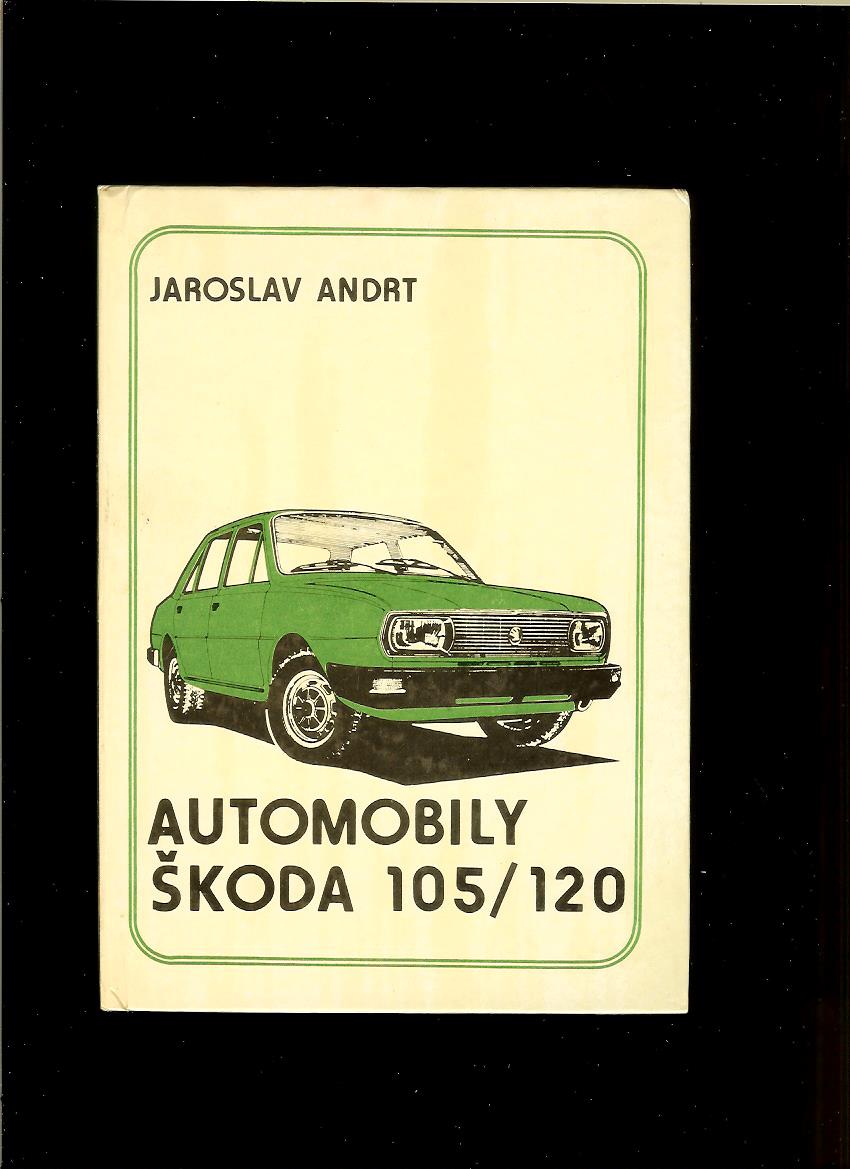 JAROSLAV ANDRT
AUTOMOBILY
ŠKODA 105/120